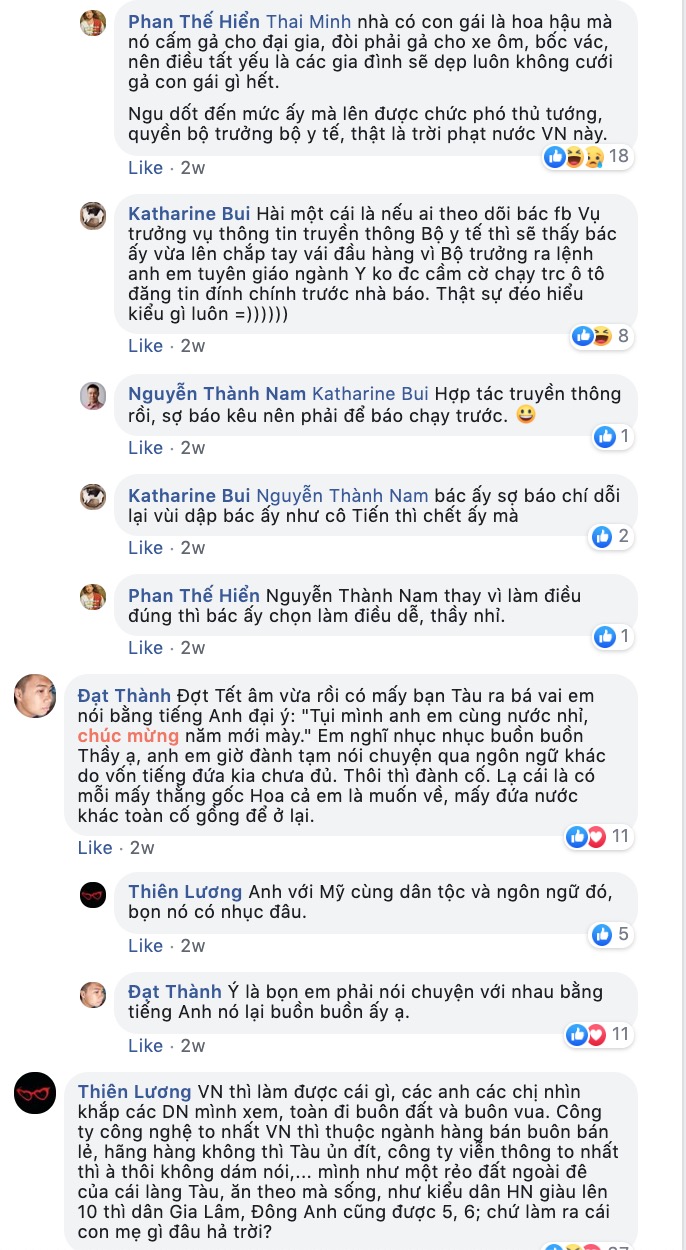 Phan Thế Hiển Thai Minh nhà có con gái là hoa hậu mà
nó cấm gả cho đại gia, đòi phải gả cho xe ôm, bốc vác,
nên điều tất yếu là các gia đình sẽ dẹp luôn không cưới
gả con gái gì hết.
Ngu dốt đến mức ấy mà lên được chức phó thủ tướng,
quyền bộ trưởng bộ y tế, thật là trời phạt nước VN này.
18
Like · 2w
Katharine Bui Hài một cái là nếu ai theo dõi bác fb Vụ
trưởng vụ thông tin truyền thông Bộ y tế thì sẽ thấy bác
ấy vừa lên chắp tay vái đầu hàng vì Bộ trưởng ra lệnh
anh em tuyên giáo ngành Y ko đc cầm cờ chạy trc ô tô
đăng tin đính chính trước nhà báo. Thật sự đéo hiểu
kiểu gì luôn =))))))
8
Like · 2w
Nguyễn Thành Nam Katharine Bui Hợp tác truyền thông
rồi, sợ báo kêu nên phải để báo chạy trước. 😀
1
Like · 2w
Katharine Bui Nguyễn Thành Nam bác ấy sợ báo chí dỗi
lại vùi dập bác ấy như cô Tiến thì chết ấy mà
2
Like · 2w
Phan Thế Hiển Nguyễn Thành Nam thay vì làm điều
đúng thì bác ấy chọn làm điều dễ, thầy nhỉ.
1
Like · 2w
Đạt Thành Đợt Tết âm vừa rồi có mấy bạn Tàu ra bá vai em
nói bằng tiếng Anh đại ý: "Tụi mình anh em cùng nước nhỉ,
chúc mừng năm mới mày." Em nghĩ nhục nhục buồn buồn
Thầy ạ, anh em giờ đành tạm nói chuyện qua ngôn ngữ khác
do vốn tiếng đứa kia chưa đủ. Thôi thì đành cố. Lạ cái là có
mỗi mấy thằng gốc Hoa cả em là muốn về, mấy đứa nước
khác toàn cố gồng để ở lại.
11
Like · 2w
Thiên Lương Anh với Mỹ cùng dân tộc và ngôn ngữ đó,
bọn nó có nhục đâu.
5
Like · 2w
Đạt Thành Ý là bọn em phải nói chuyện với nhau bằng
tiếng Anh nó lại buồn buồn ấy ạ.
11
Like · 2w
Thiên Lương VN thì làm được cái gì, các anh các chị nhìn
khắp các DN mình xem, toàn đi buôn đất và buôn vua. Công
ty công nghệ to nhất VN thì thuộc ngành hàng bán buôn bán
lẻ, hãng hàng không thì Tàu ủn đít, công ty viễn thông to nhất
thì à thôi không dám nói,... mình như một rẻo đất ngoài đê
của cái làng Tàu, ăn theo mà sống, như kiểu dân HN giàu lên
10 thì dân Gia Lâm, Đông Anh cũng được 5, 6; chứ làm ra cái
con mẹ gì đâu hả trời?